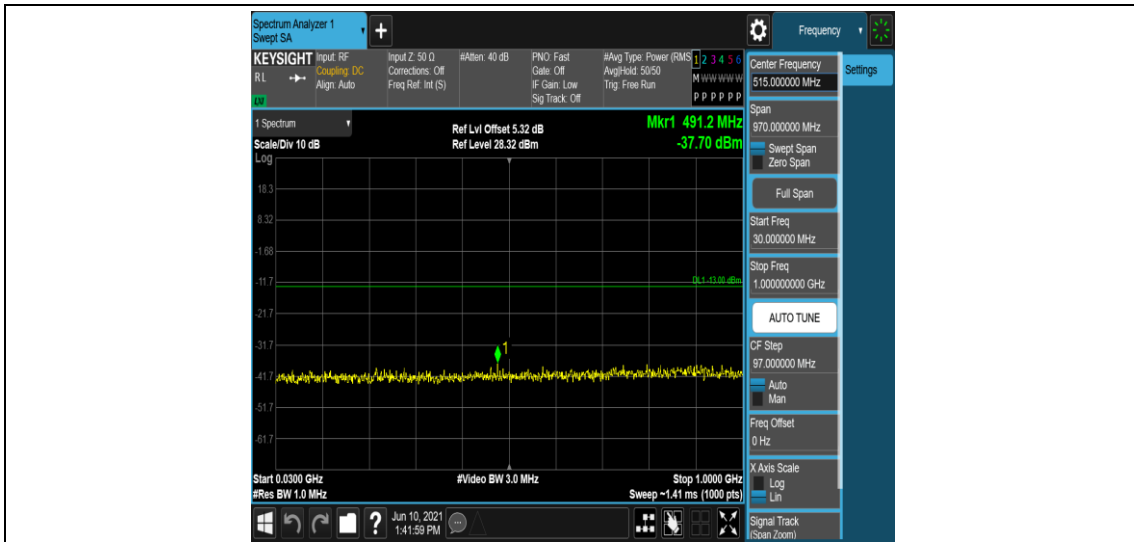 Spectrum Analyzer 1
Swept SA
+
Frequency
KEYSIGHT
RL
LXI
Input: RF
Coupling: DC
Align: Auto
Input Z: 50 Ω
Corrections: Off
Freq Ref: Int (S)
#Atten: 40 dB
PNO: Fast
Gate: Off
IF Gain: Low
Sig Track: Off
#Avg Type: Power (RMS
Avg|Hold: 50/50
Trig: Free Run
1 2 3 4 5 6
M W W W W W
P P P P P P
1 Spectrum
Scale/Div 10 dB
Ref Lvl Offset 5.32 dB
Ref Level 28.32 dBm
Mkr1 491.2 MHz
-37.70 dBm
Log
18.3
8.32
-1.68
-11.7
-21.7
-31.7
-41.7
-51.7
-61.7
DL1 -13.00 dBm
1
Start 0.0300 GHz
#Res BW 1.0 MHz
#Video BW 3.0 MHz
Stop 1.0000 GHz
Sweep ~1.41 ms (1000 pts)
Jun 10, 2021
1:41:59 PM
?
Center Frequency
515.000000 MHz
Span
970.000000 MHz
Swept Span
Zero Span
Full Span
Start Freq
30.000000 MHz
Stop Freq
1.000000000 GHz
AUTO TUNE
CF Step
97.000000 MHz
Auto
Man
Freq Offset
0 Hz
X Axis Scale
Log
Lin
Signal Track
(Span Zoom)
Settings